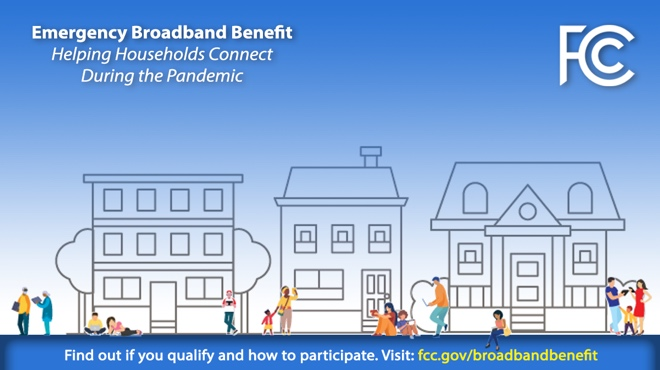 Emergency Broadband Benefit
Helping Households Connect
During the Pandemic
FCC
Find out if you qualify and how to participate. Visit: fcc.gov/broadbandbenefit